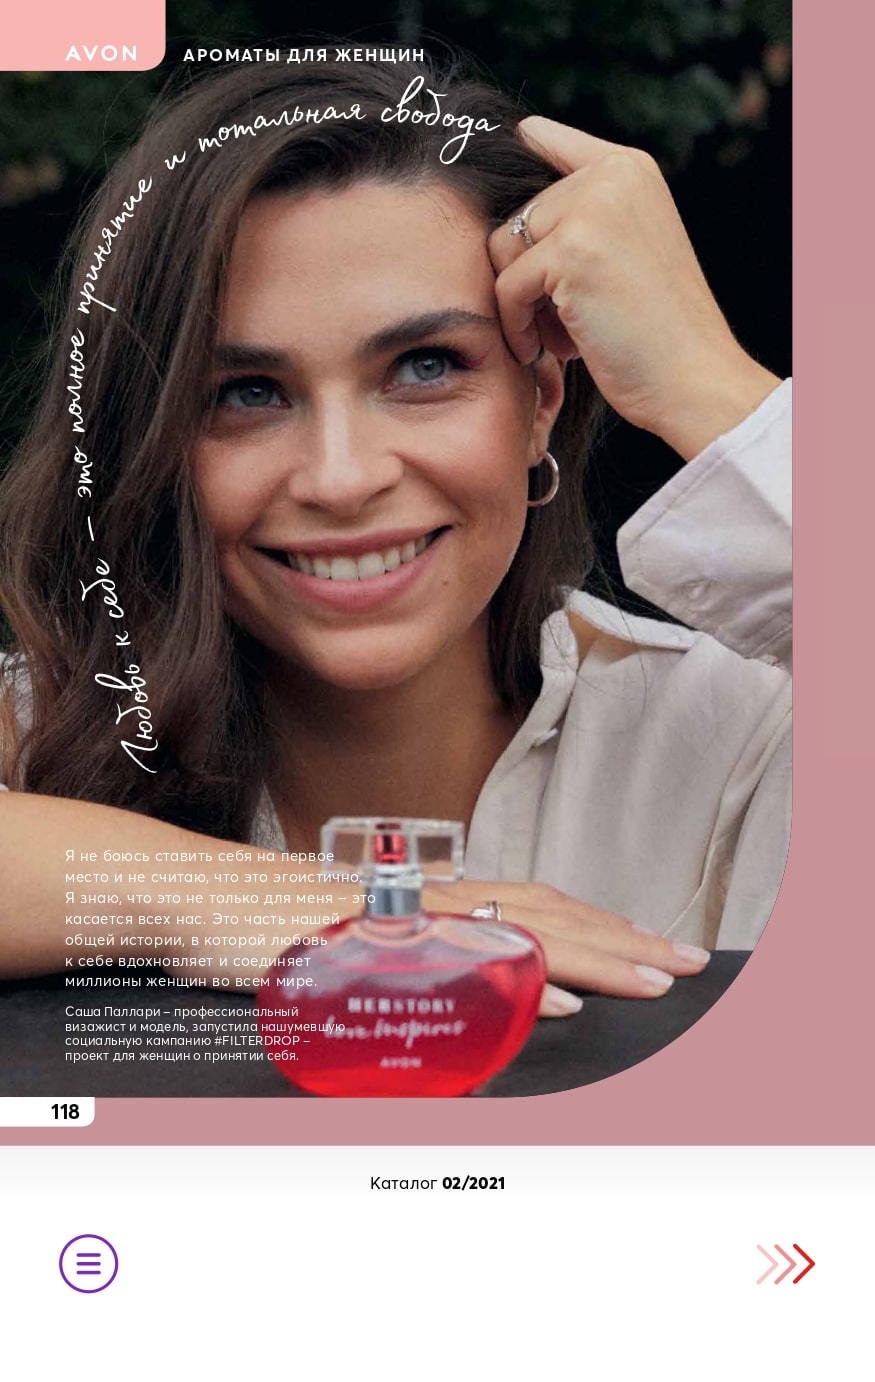 AVON
АРОМАТЫ ДЛЯ ЖЕНЩИН
Любовь к себе — это полное принятие и тотальная свобода
Я не боюсь ставить себя на первое
место и не считаю, что это эгоистично.
Я знаю, что это не только для меня – это
касается всех нас. Это часть нашей
общей истории, в которой любовь
к себе вдохновляет и соединяет
миллионы женщин во всем мире.
Саша Паллари – профессиональный
визажист и модель, запустила нашумевшую
социальную кампанию #FILTERDROP –
проект для женщин о принятии себя.
HERSTORY
love inspires
AVON
118
Каталог 02/2021